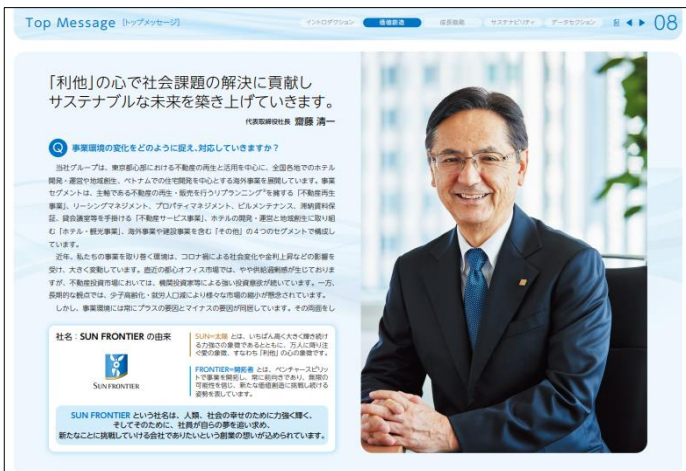 Top Message [トップメッセージ]
イントロダクション 価値創造 成長戦略 サステナビリティ データセクション 08
「利他」の心で社会課題の解決に貢献し
サステナブルな未来を築き上げていきます。
代表取締役社長 齋藤 清一
Q 事業環境の変化をどのように捉え、対応していきますか？
当社グループは、東京都心部における不動産の再生と活用を中心に、全国各地でのホテル
開発・運営や地域創生、ベトナムでの住宅開発を中心とする海外事業を展開しています。事業
セグメントは、主軸である不動産の再生・販売を行うリプランニング®を擁する「不動産再生
事業」、リーシングマネジメント、プロパティマネジメント、ビルメンテナンス、滞納賃料保
証、貸会議室等を手掛ける「不動産サービス事業」、ホテルの開発・運営と地域創生に取り組
む「ホテル・観光事業」、海外事業や建設事業を含む「その他」の4つのセグメントで構成し
ています。
近年、私たちの事業を取り巻く環境は、コロナ禍による社会変化や金利上昇などの影響を
受け、大きく変動しています。直近の都心オフィス市場では、やや供給過剰感が生じておりま
すが、不動産投資市場においては、機関投資家等による強い投資意欲が続いています。一方、
長期的な観点では、少子高齢化・就労人口減により様々な市場の縮小が懸念されています。
しかし、事業環境には常にプラスの要因とマイナスの要因が同居しています。その両面をし
社名：SUN FRONTIER の由来
SUN FRONTIER
SUN=太陽 とは、いちばん高く大きく輝き続け
る力強さの象徴であるとともに、万人に降り注
ぐ愛の象徴、すなわち「利他」の心の象徴です。
FRONTIER=開拓者 とは、ベンチャースピリッ
トで事業を開拓し、常に前向きであり、無限の
可能性を信じ、新たな価値創造に挑戦し続ける
姿勢を表しています。
SUN FRONTIER という社名は、人類、社会の幸せのために力強く輝く、
そしてそのために、社員が自らの夢を追い求め、
新たなことに挑戦していける会社でありたいという創業の想いが込められています。